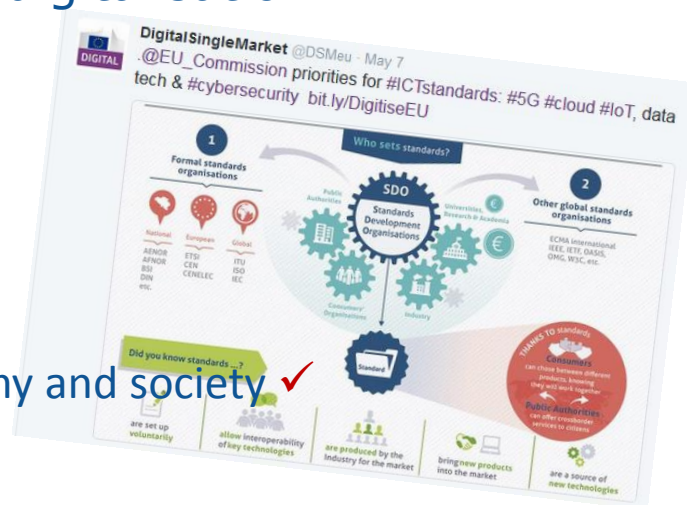 DIGITAL
DigitalSingleMarket @DSMeu · May 7
.@EU_Commission priorities for #ICTstandards: #5G #cloud #IoT, data
tech & #cybersecurity bit.ly/DigitiseEU
Who sets standards?
1
Formal standards
organisations
National
AENOR
AFNOR
BSI
DIN
etc.
European
ETSI
CEN
CENELEC
Global
ITU
ISO
IEC
Public
Authorities
SDO
Standards
Development
Organisations
Universities,
Research & Academia
€
€
Consumers'
Organisations
Industry
2
Other global standards
organisations
ECMA international
IEEE, IETF, OASIS,
OMG, W3C, etc.
Standard
THANKS TO standards
Consumers
can chose between different
products, knowing
they will work together
Public Authorities
can offer crossborder
services to citizens
Did you know standards ...?
my and society ✓
are set up
voluntarily
allow interoperability
of key technologies
are produced by the
Industry for the market
bring new products
into the market
are a source of
new technologies